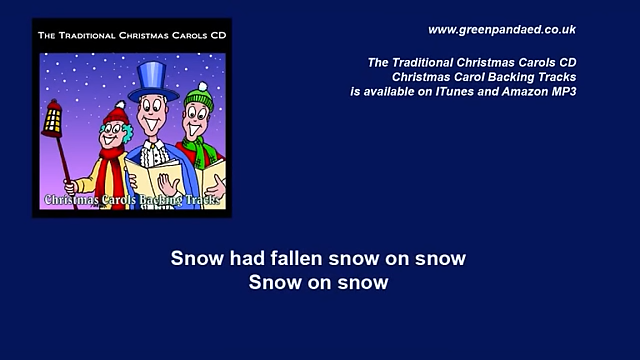 The Traditional Christmas Carols CD
Christmas Carols Backing Tracks
www.greenpandaed.co.uk
The Traditional Christmas Carols CD
Christmas Carol Backing Tracks
is available on ITunes and Amazon MP3
Snow had fallen snow on snow
Snow on snow